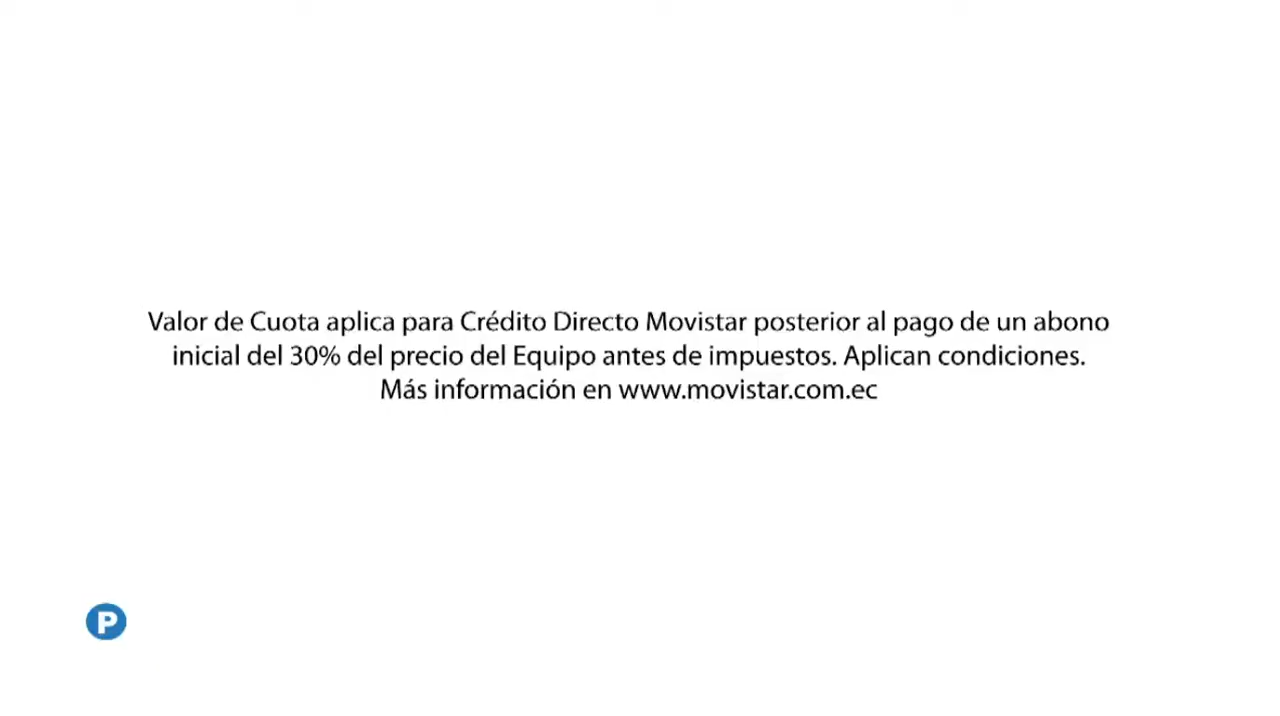 Valor de Cuota aplica para Crédito Directo Movistar posterior al pago de un abono
inicial del 30% del precio del Equipo antes de impuestos. Aplican condiciones.
Más información en www.movistar.com.ec
P